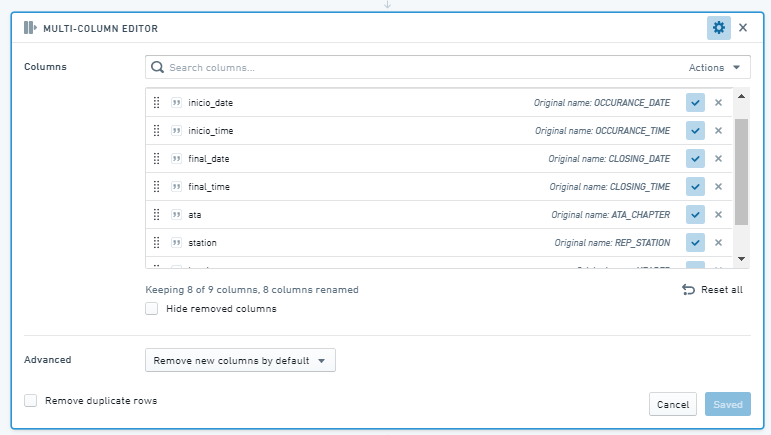 MULTI-COLUMN EDITOR
Columns
Search columns...
Actions
inicio_date Original name: OCCURANCE_DATE
inicio_time Original name: OCCURANCE_TIME
final_date Original name: CLOSING_DATE
final_time Original name: CLOSING_TIME
ata Original name: ATA_CHAPTER
station Original name: REP_STATION
Keeping 8 of 9 columns, 8 columns renamed
Reset all
Hide removed columns
Advanced
Remove new columns by default
Remove duplicate rows
Cancel
Saved